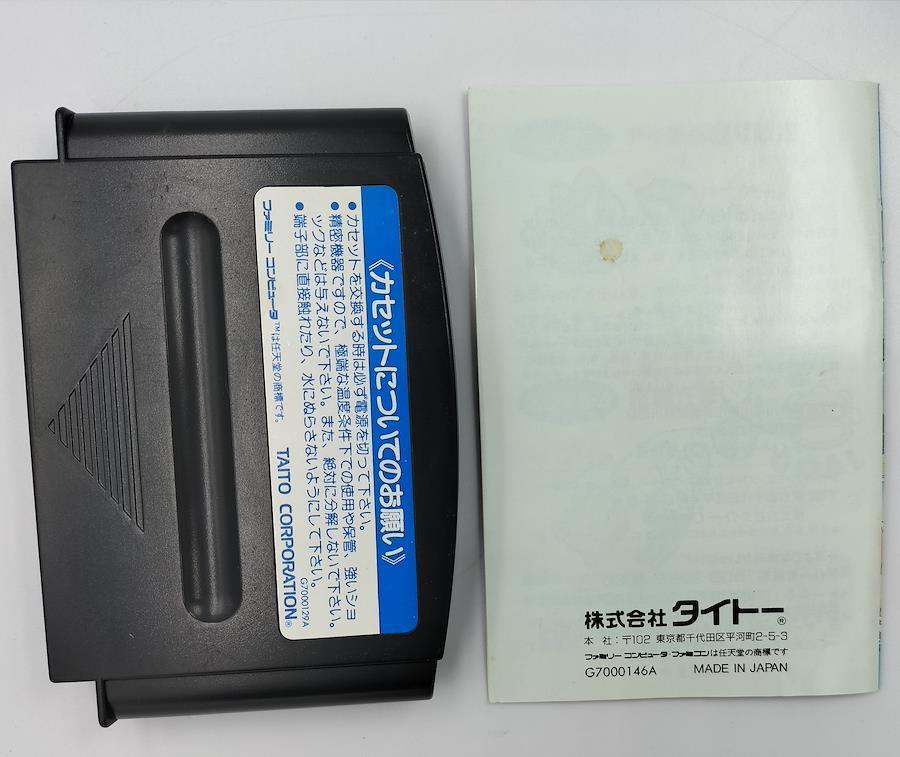 《カセットについてのお願い》
●カセットを交換する時は必ず電源を切って下さい。
●精密機器ですので、極端な温度条件下での使用や保管、強いショ
ックなどは与えないで下さい。また、絶対に分解しないで下さい。
●端子部に直接触れたり、水にぬらさないようにして下さい。
ファミリー コンピュータ™は任天堂の商標です。
TAITO CORPORATION®
G7000129A
株式会社 タイトー®
本 社：〒102 東京都千代田区平河町2-5-3
ファミリー コンピュータ・ファミコンは任天堂の商標です
G7000146A MADE IN JAPAN